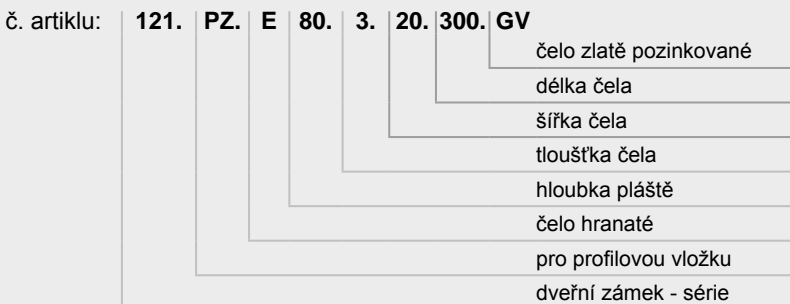 č. artiklu: 121. PZ. E 80. 3. 20. 300. GV
čelo zlatě pozinkované
délka čela
šířka čela
tloušťka čela
hloubka pláště
čelo hranaté
pro profilovou vložku
dveřní zámek - série